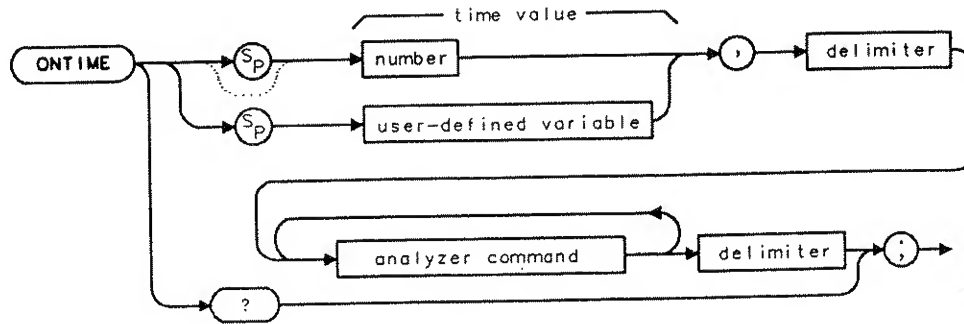 time value
ONTIME
Sp
number
,
delimiter
Sp
user-defined variable
analyzer command
delimiter
;
?